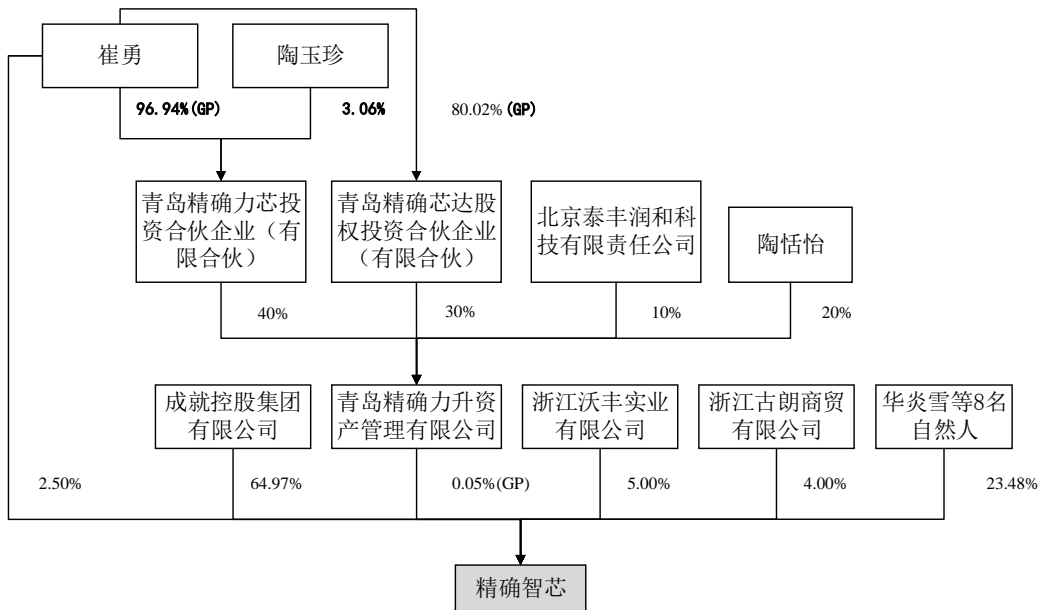 崔勇
陶玉珍
96.94%(GP)
3.06%
80.02% (GP)
青岛精确力芯投
资合伙企业（有
限合伙）
青岛精确芯达股
权投资合伙企业
（有限合伙）
北京泰丰润和科
技有限责任公司
陶恬怡
40%
30%
10%
20%
成就控股集团
有限公司
青岛精确力升资
产管理有限公司
浙江沃丰实业
有限公司
浙江古朗商贸
有限公司
华炎雪等8名
自然人
2.50%
64.97%
0.05%(GP)
5.00%
4.00%
23.48%
精确智芯